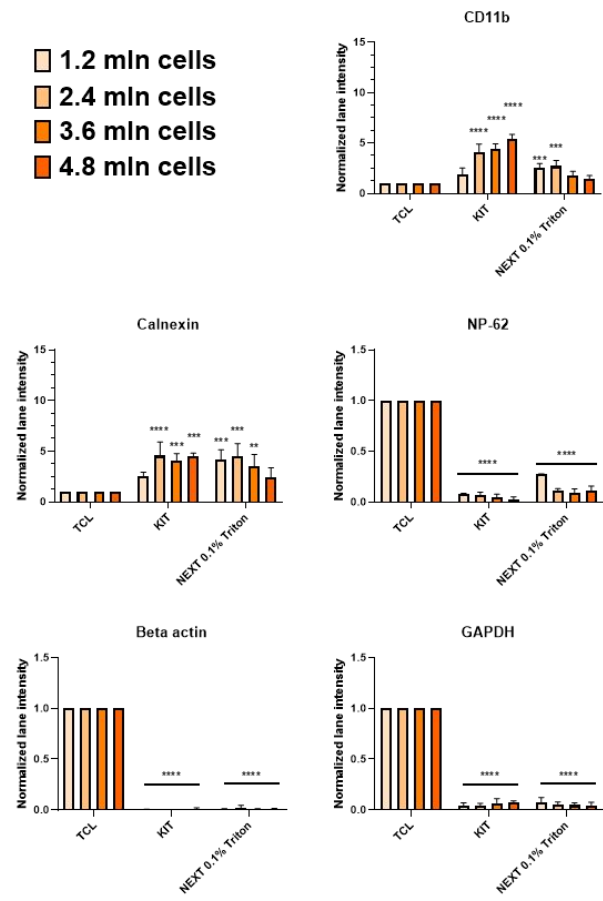 1.2 mln cells
2.4 mln cells
3.6 mln cells
4.8 mln cells
CD11b
Normalized lane intensity
15
10
5
0
****
****
****
***
***
TCL
KIT
NEXT 0.1% Triton
Calnexin
Normalized lane intensity
15
10
5
0
****
***
***
***
***
**
TCL
KIT
NEXT 0.1% Triton
NP-62
Normalized lane intensity
1.5
1.0
0.5
0.0
****
****
TCL
KIT
NEXT 0.1% Triton
Beta actin
Normalized lane intensity
1.5
1.0
0.5
0.0
****
****
TCL
KIT
NEXT 0.1% Triton
GAPDH
Normalized lane intensity
1.5
1.0
0.5
0.0
****
****
TCL
KIT
NEXT 0.1% Triton